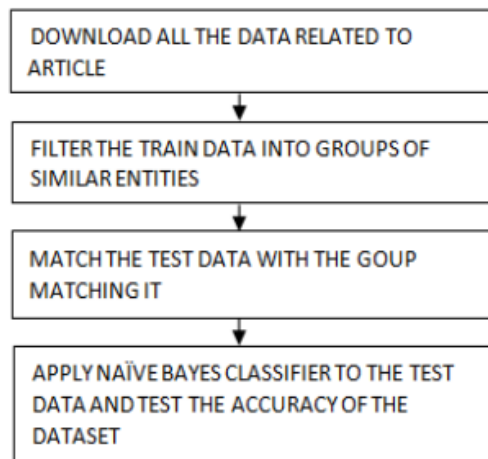 DOWNLOAD ALL THE DATA RELATED TO
ARTICLE
FILTER THE TRAIN DATA INTO GROUPS OF
SIMILAR ENTITIES
MATCH THE TEST DATA WITH THE GOUP
MATCHING IT
APPLY NAÏVE BAYES CLASSIFIER TO THE TEST
DATA AND TEST THE ACCURACY OF THE
DATASET